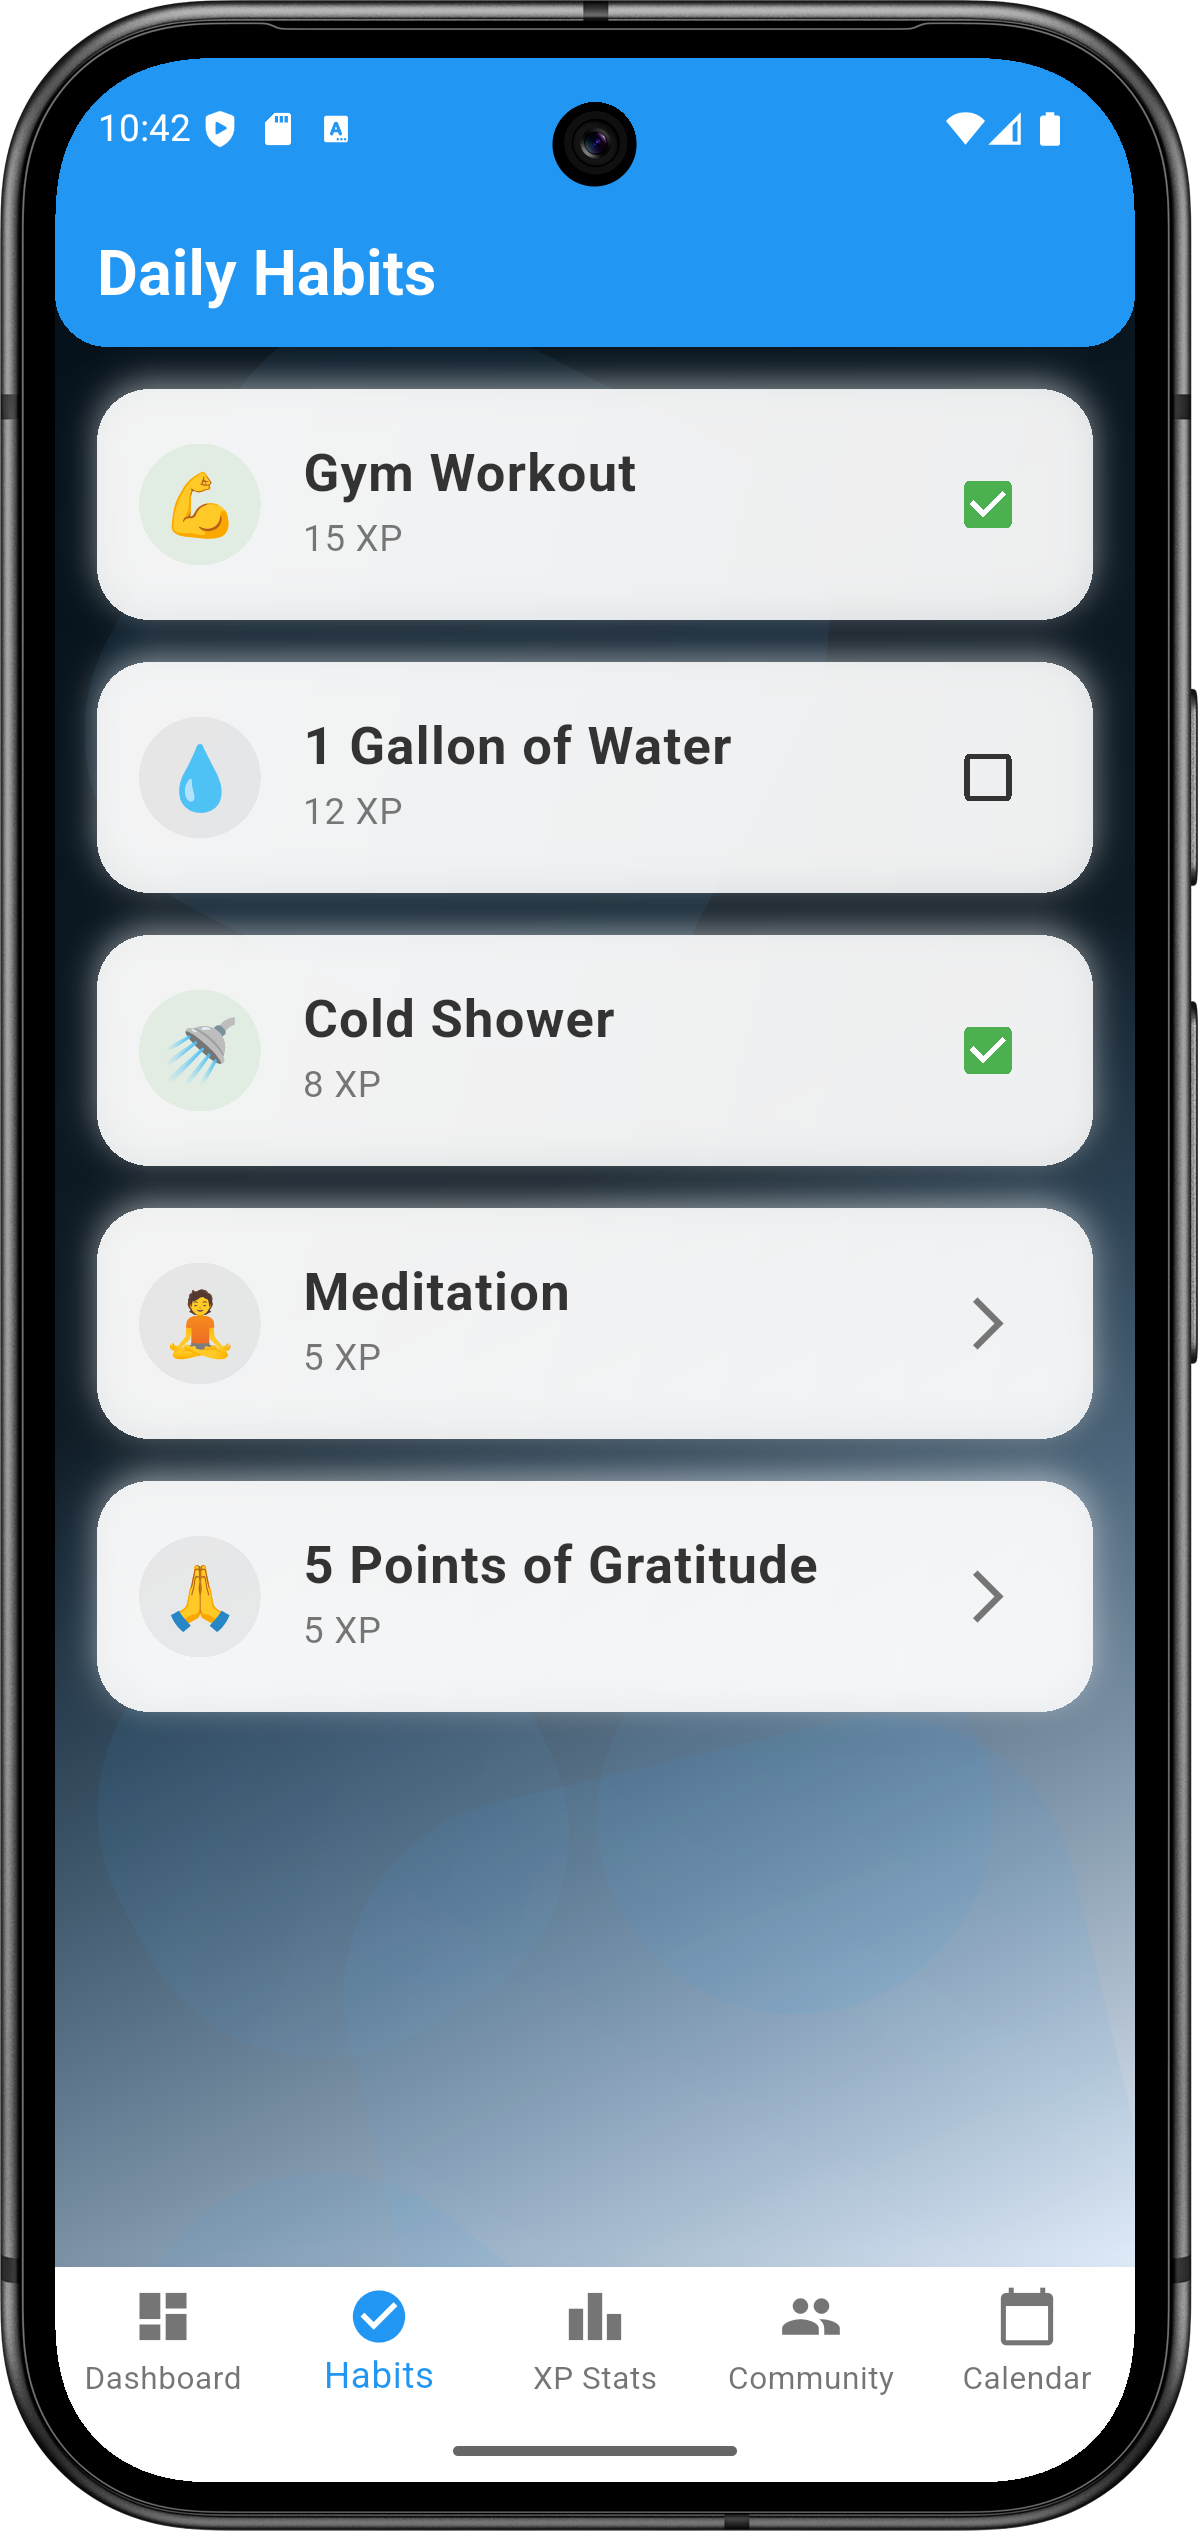 10:42
Daily Habits
Gym Workout
15 XP
1 Gallon of Water
12 XP
Cold Shower
8 XP
Meditation
5 XP
5 Points of Gratitude
5 XP
Dashboard
Habits
XP Stats
Community
Calendar